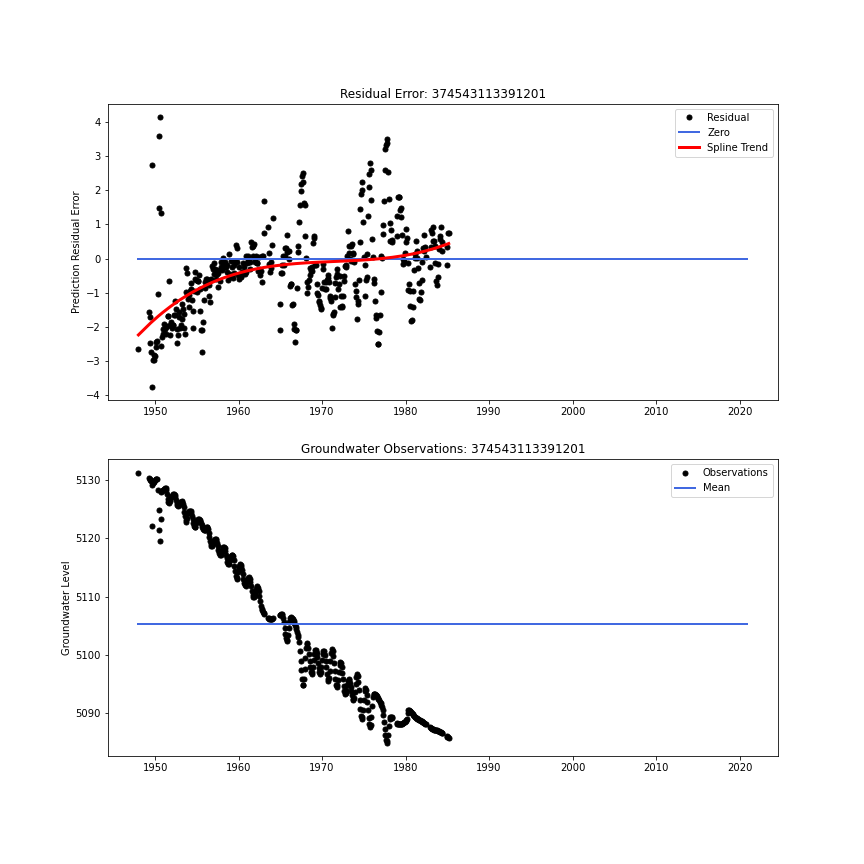 Residual Error: 374543113391201
Prediction Residual Error
4
3
2
1
0
−1
−2
−3
−4
Residual
Zero
Spline Trend
1950 1960 1970 1980 1990 2000 2010 2020
Groundwater Observations: 374543113391201
Groundwater Level
5130
5120
5110
5100
5090
Observations
Mean
1950 1960 1970 1980 1990 2000 2010 2020